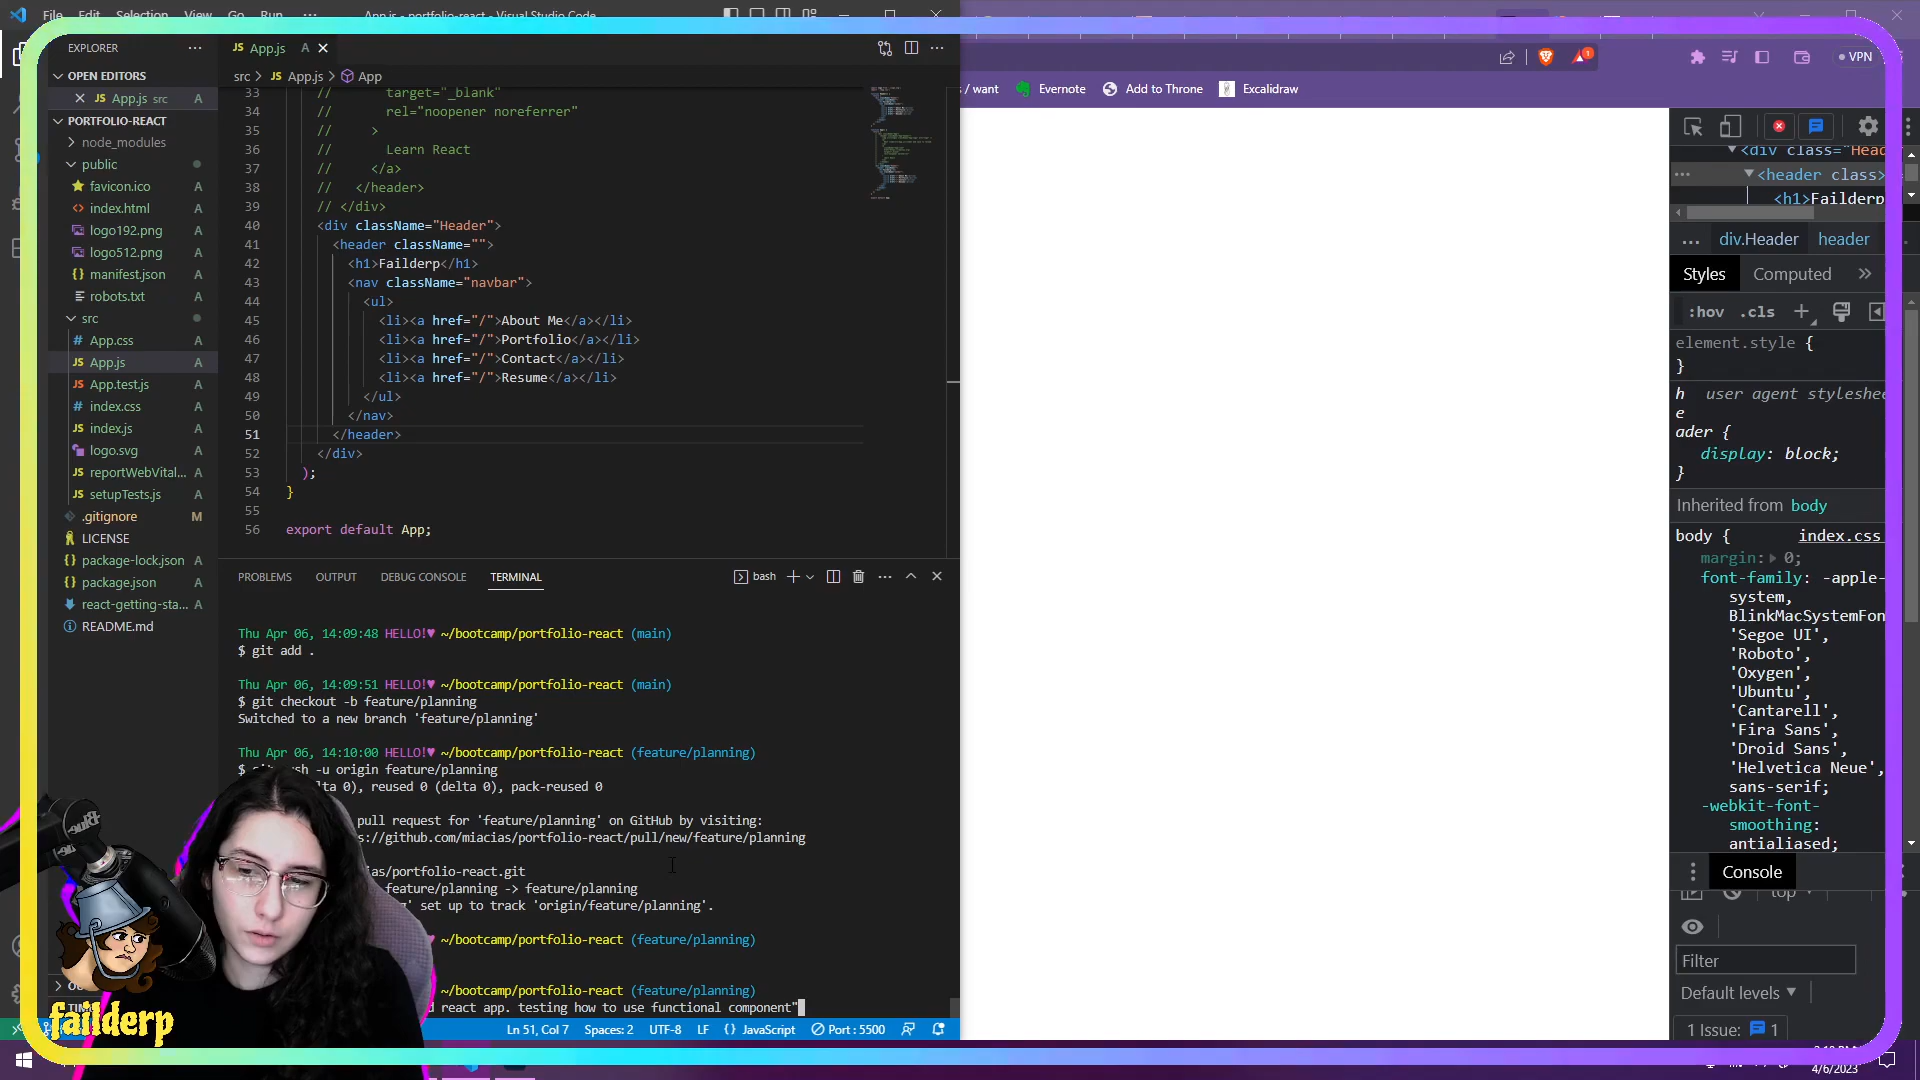 File Edit Selection View Go Run ···
App.js - portfolio-react - Visual Studio Code
EXPLORER
OPEN EDITORS
App.js src A
PORTFOLIO-REACT
node_modules
public
favicon.ico A
index.html A
logo192.png A
logo512.png A
manifest.json A
robots.txt A
src
App.css A
App.js A
App.test.js A
index.css A
index.js A
logo.svg A
reportWebVital... A
setupTests.js A
.gitignore M
LICENSE
package-lock.json A
package.json A
react-getting-sta... A
README.md
App.js A
src > App.js > App
33 // target="_blank"
34 // rel="noopener noreferrer"
35 // >
36 // Learn React
37 // </a>
38 // </header>
39 // </div>
40 <div className="Header">
41 <header className="">
42 <h1>Failderp</h1>
43 <nav className="navbar">
44 <ul>
45 <li><a href="/">About Me</a></li>
46 <li><a href="/">Portfolio</a></li>
47 <li><a href="/">Contact</a></li>
48 <li><a href="/">Resume</a></li>
49 </ul>
50 </nav>
51 </header>
52 </div>
53 );
54 }
55
56 export default App;
PROBLEMS OUTPUT DEBUG CONSOLE TERMINAL
bash
Thu Apr 06, 14:09:48 HELLO!♥ ~/bootcamp/portfolio-react (main)
$ git add .
Thu Apr 06, 14:09:51 HELLO!♥ ~/bootcamp/portfolio-react (main)
$ git checkout -b feature/planning
Switched to a new branch 'feature/planning'
Thu Apr 06, 14:10:00 HELLO!♥ ~/bootcamp/portfolio-react (feature/planning)
-u origin feature/planning
0), reused 0 (delta 0), pack-reused 0
pull request for 'feature/planning' on GitHub by visiting:
://github.com/miacias/portfolio-react/pull/new/feature/planning
/portfolio-react.git
feature/planning -> feature/planning
' set up to track 'origin/feature/planning'.
~/bootcamp/portfolio-react (feature/planning)
~/bootcamp/portfolio-react (feature/planning)
react app. testing how to use functional component"
Ln 51, Col 7 Spaces: 2 UTF-8 LF {} JavaScript Port : 5500
failderp
VPN
/ want Evernote Add to Throne Excalidraw
<header class>
<h1>Failderp
... div.Header header
Styles Computed
:hov .cls
element.style {
}
h user agent styleshee
e
ader {
display: block;
}
Inherited from body
body { index.css
margin: 0;
font-family: -apple-
system,
BlinkMacSystemFon
'Segoe UI',
'Roboto',
'Oxygen',
'Ubuntu',
'Cantarell',
'Fira Sans',
'Droid Sans',
'Helvetica Neue',
sans-serif;
-webkit-font-
smoothing:
antialiased;
Console
top
Filter
Default levels
1 Issue: 1
4/6/2023